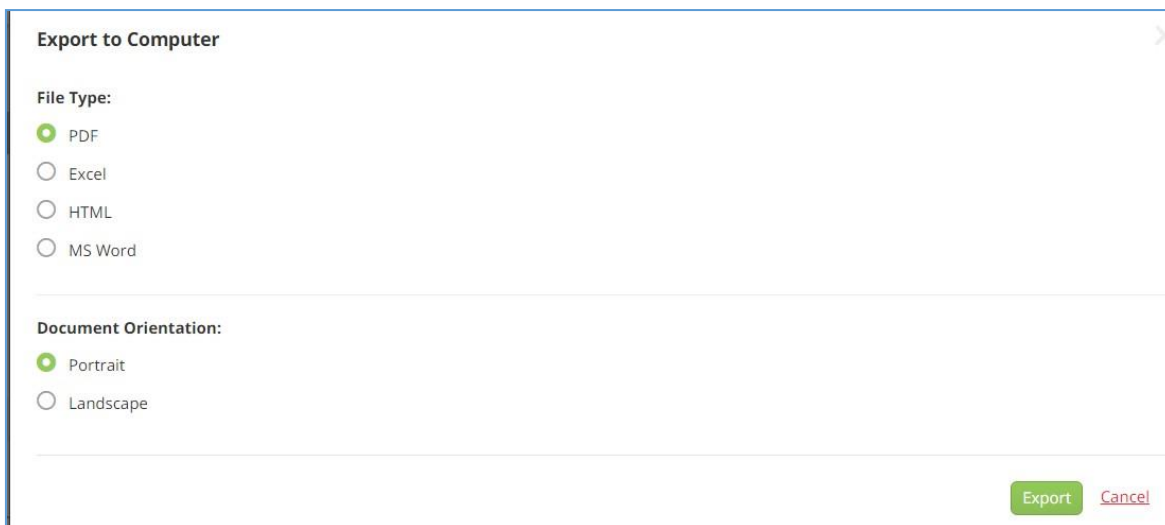 Export to Computer
File Type:
PDF
Excel
HTML
MS Word
Document Orientation:
Portrait
Landscape
Export Cancel